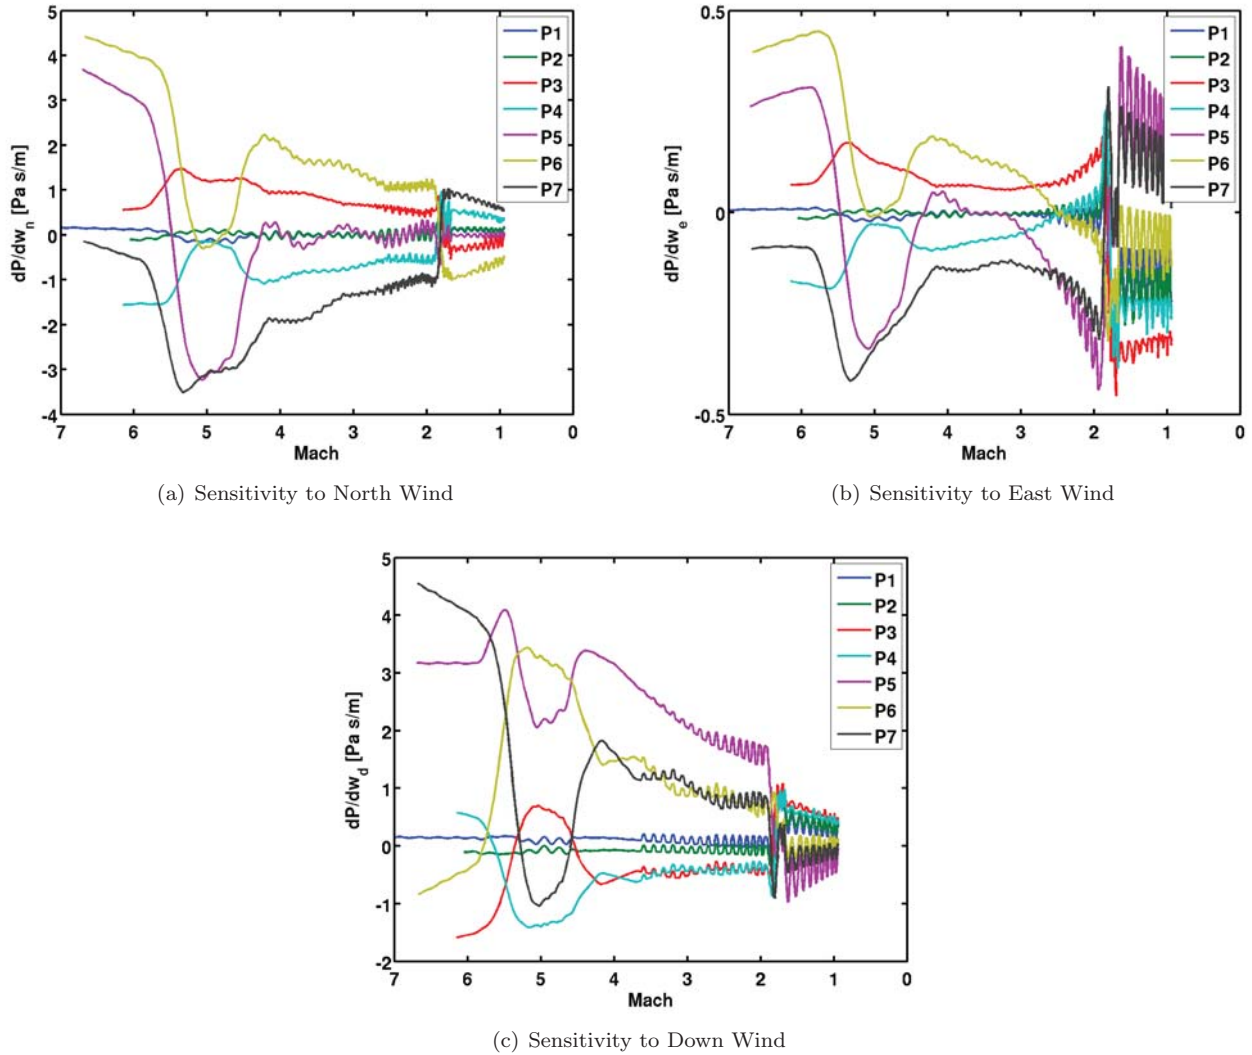 5
4
3
2
1
0
-1
-2
-3
-4
7 6 5 4 3 2 1 0
Mach
dP/dw_n [Pa s/m]
P1
P2
P3
P4
P5
P6
P7
(a) Sensitivity to North Wind
0.5
0
-0.5
7 6 5 4 3 2 1 0
Mach
dP/dw_e [Pa s/m]
P1
P2
P3
P4
P5
P6
P7
(b) Sensitivity to East Wind
5
4
3
2
1
0
-1
-2
7 6 5 4 3 2 1 0
Mach
dP/dw_d [Pa s/m]
P1
P2
P3
P4
P5
P6
P7
(c) Sensitivity to Down Wind